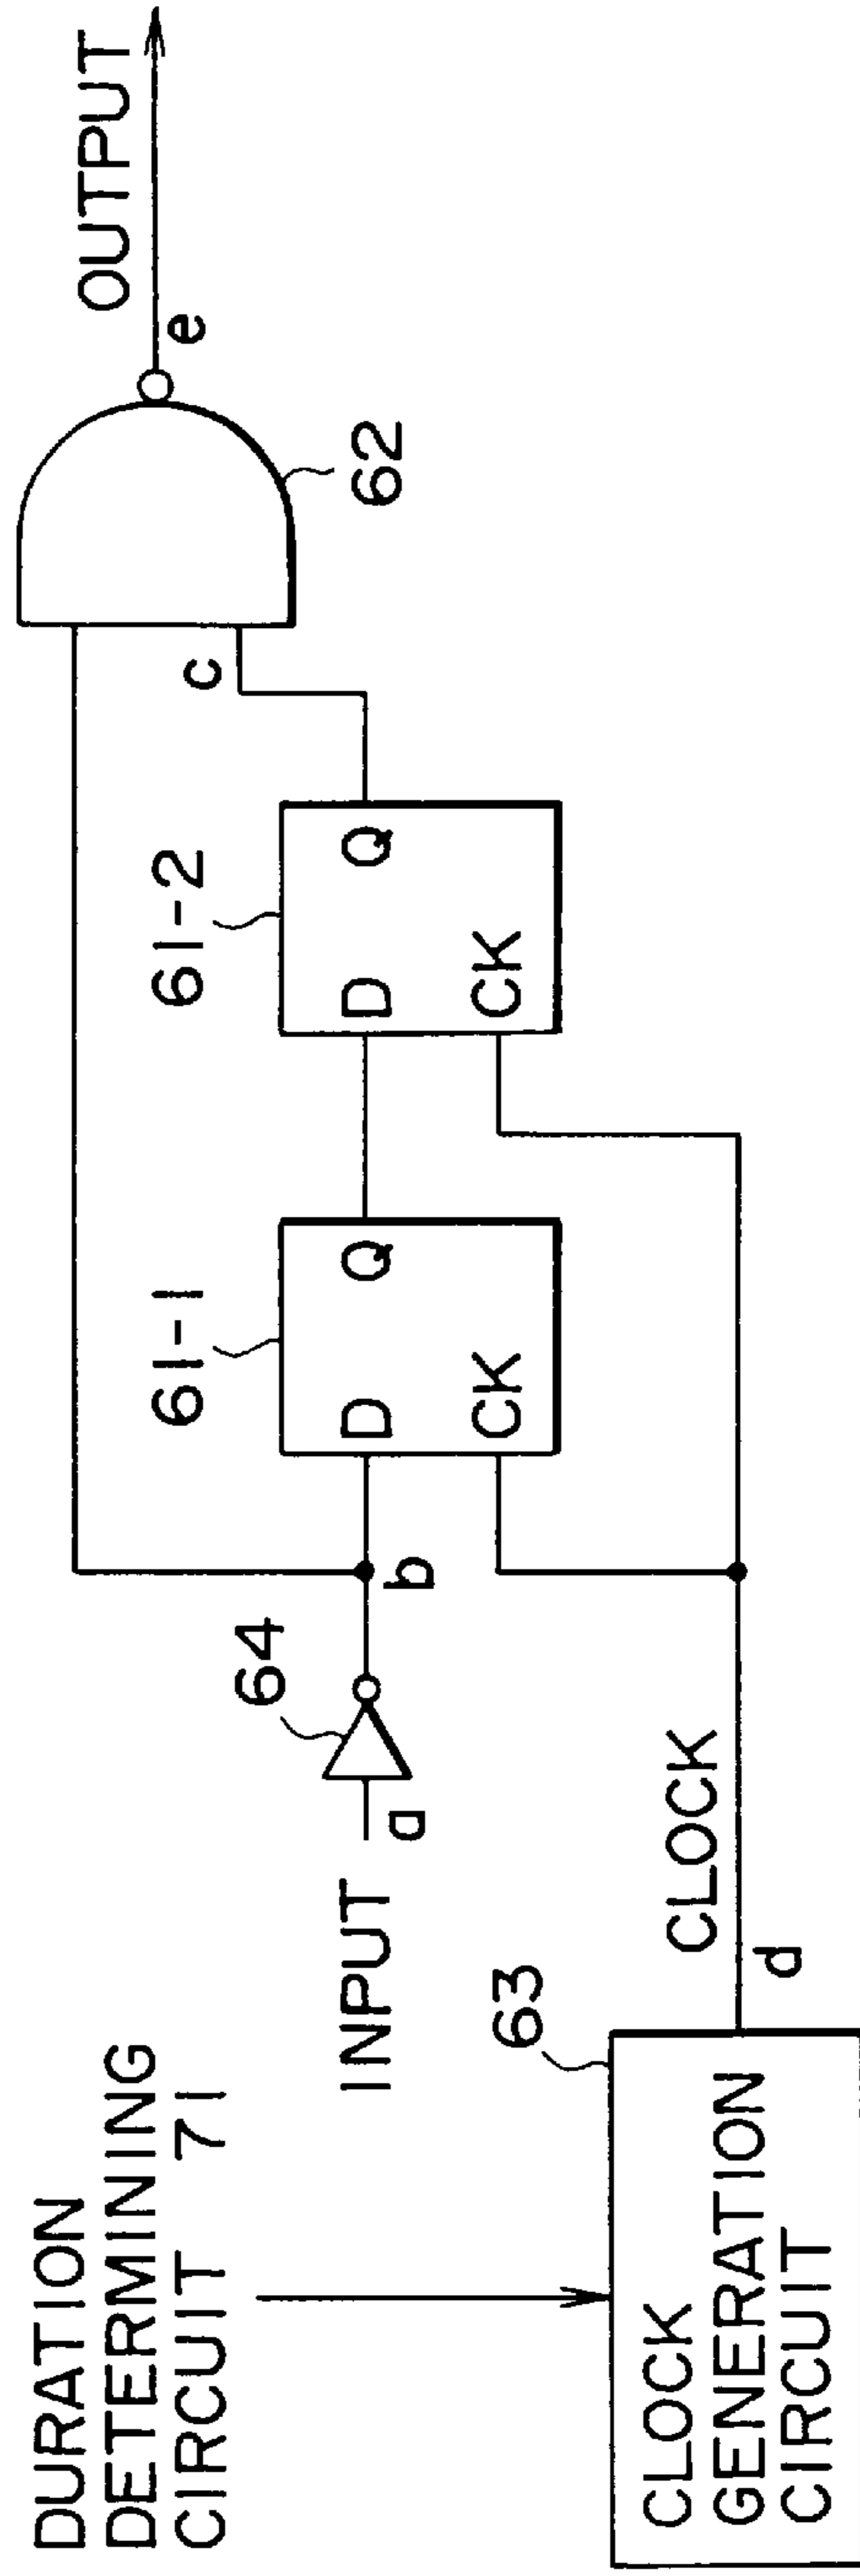 DURATION
DETERMINING
CIRCUIT 71
INPUT
a
64
b
61-1
D
Q
CK
61-2
D
Q
CK
c
62
e
OUTPUT
63
CLOCK
GENERATION
CIRCUIT
d
CLOCK